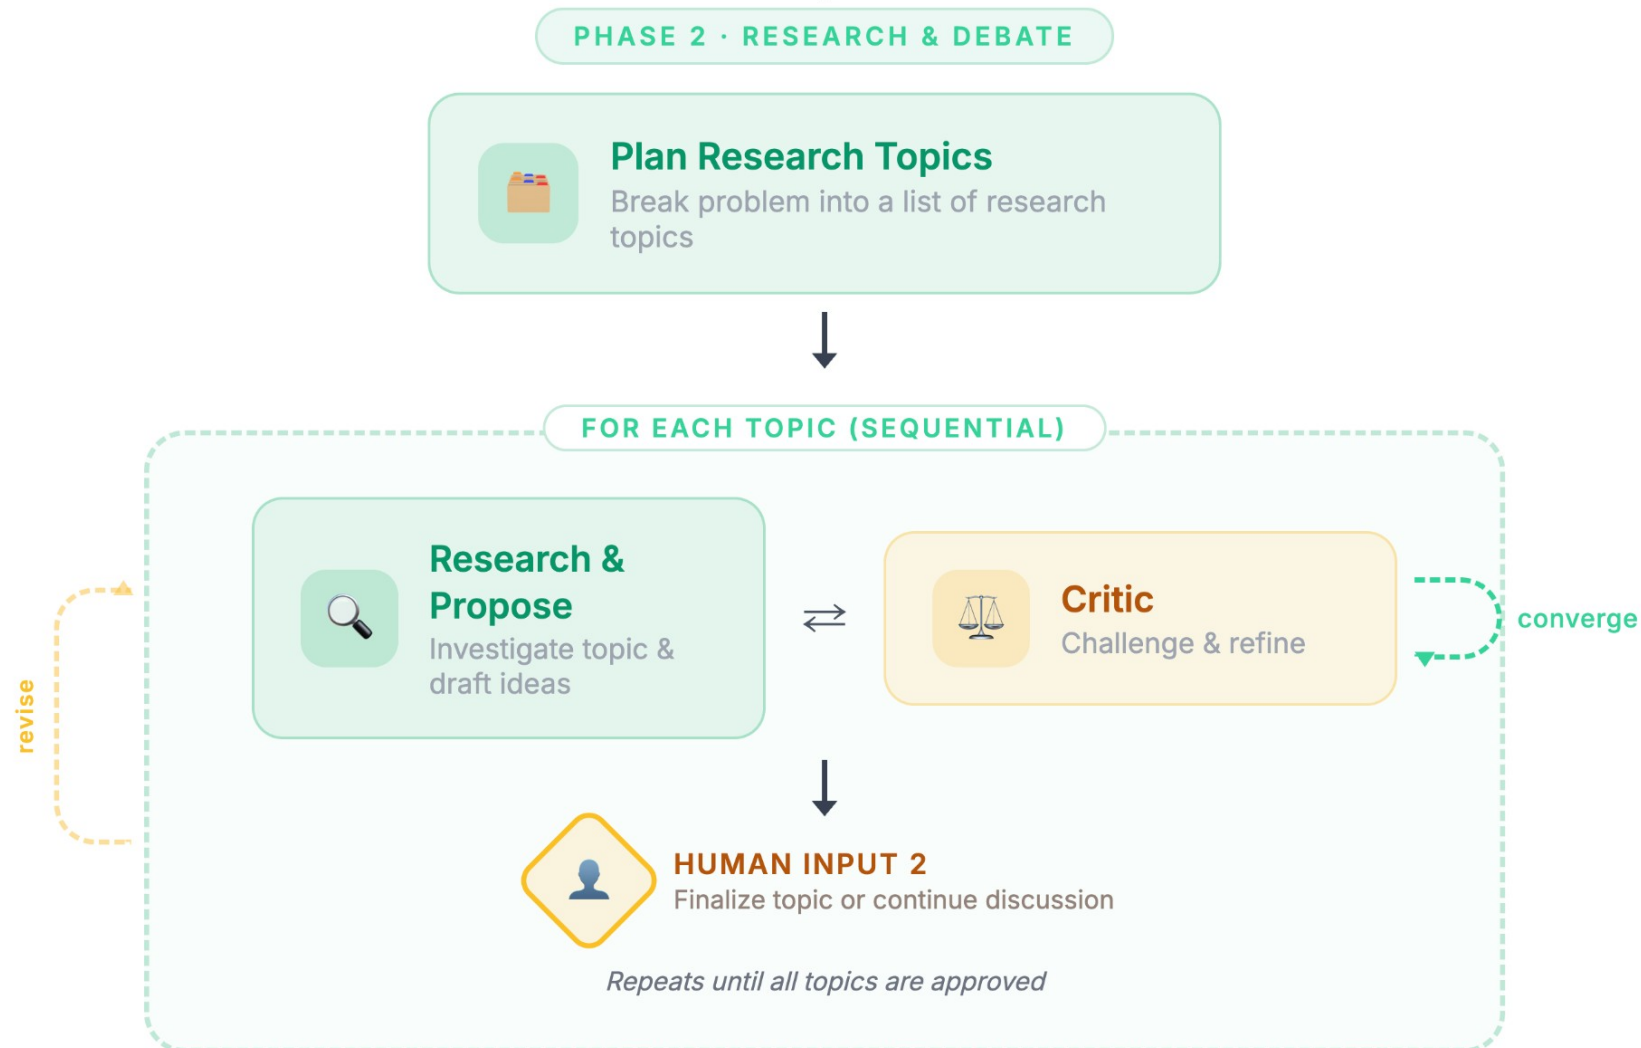 PHASE 2 · RESEARCH & DEBATE
Plan Research Topics
Break problem into a list of research
topics
FOR EACH TOPIC (SEQUENTIAL)
Research &
Propose
Investigate topic &
draft ideas
⇄
Critic
Challenge & refine
converge
revise
HUMAN INPUT 2
Finalize topic or continue discussion
Repeats until all topics are approved